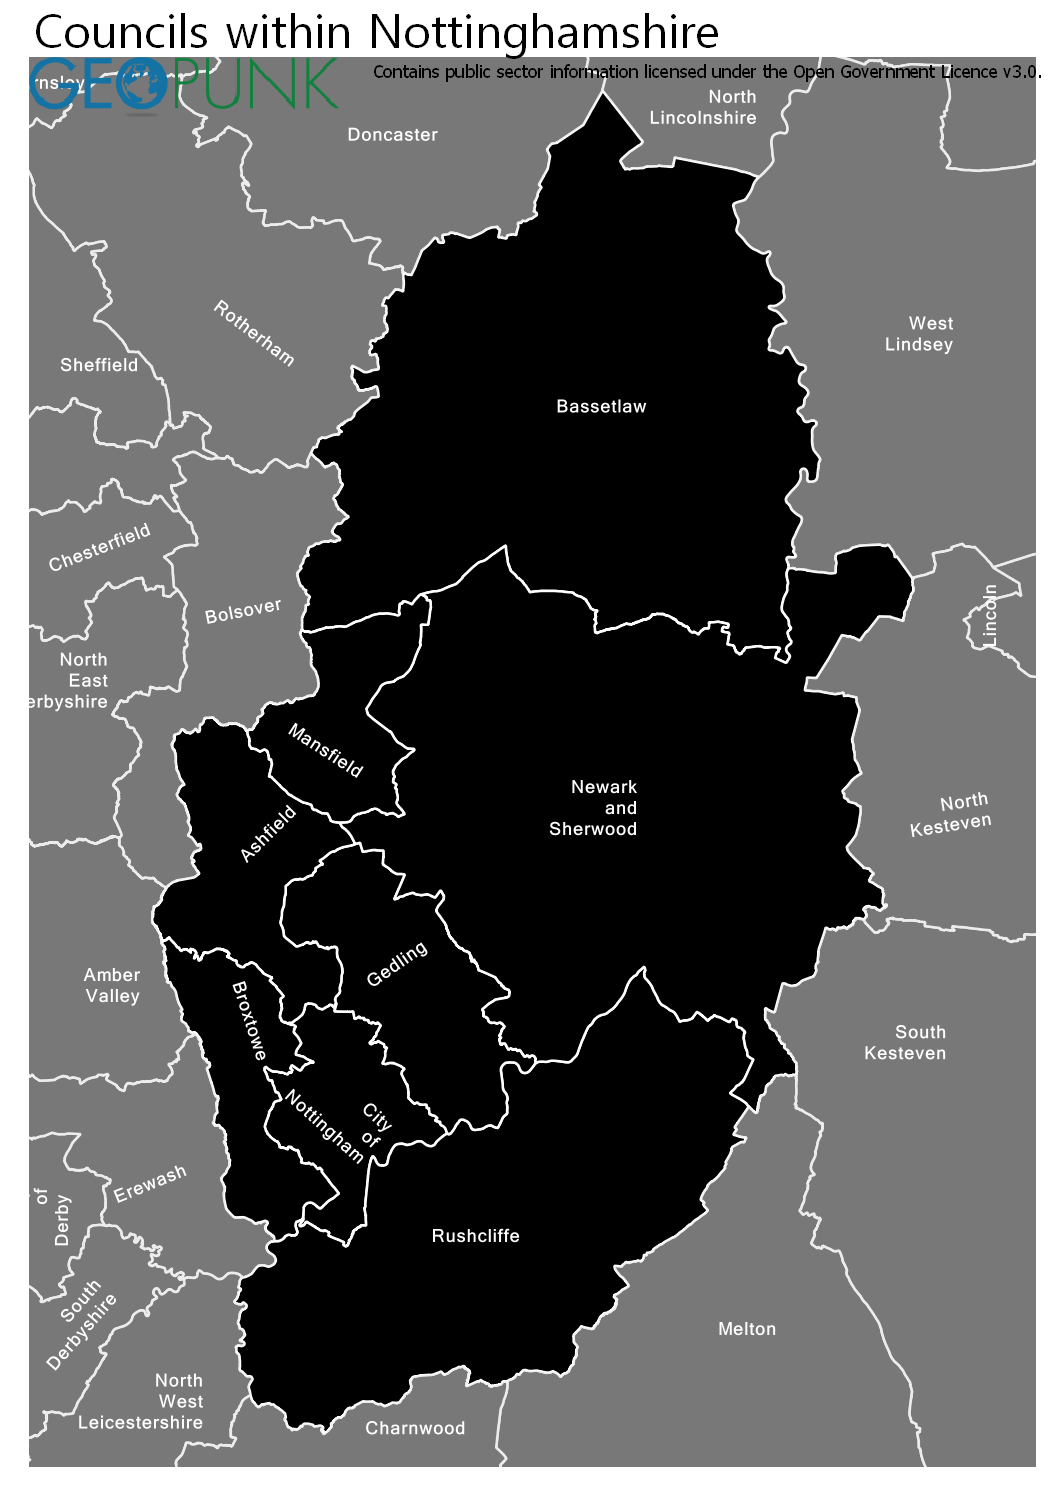 Councils within Nottinghamshire
GEOPUNK
Contains public sector information licensed under the Open Government Licence v3.0.
rnsley
Doncaster
North
Lincolnshire
Rotherham
West
Lindsey
Sheffield
Bassetlaw
Chesterfield
Bolsover
Lincoln
North
East
erbyshire
Mansfield
Newark
and
Sherwood
North
Kesteven
Ashfield
Gedling
Amber
Valley
Broxtowe
South
Kesteven
City
of
Nottingham
Erewash
of
Derby
Rushcliffe
South
Derbyshire
Melton
North
West
Leicestershire
Charnwood